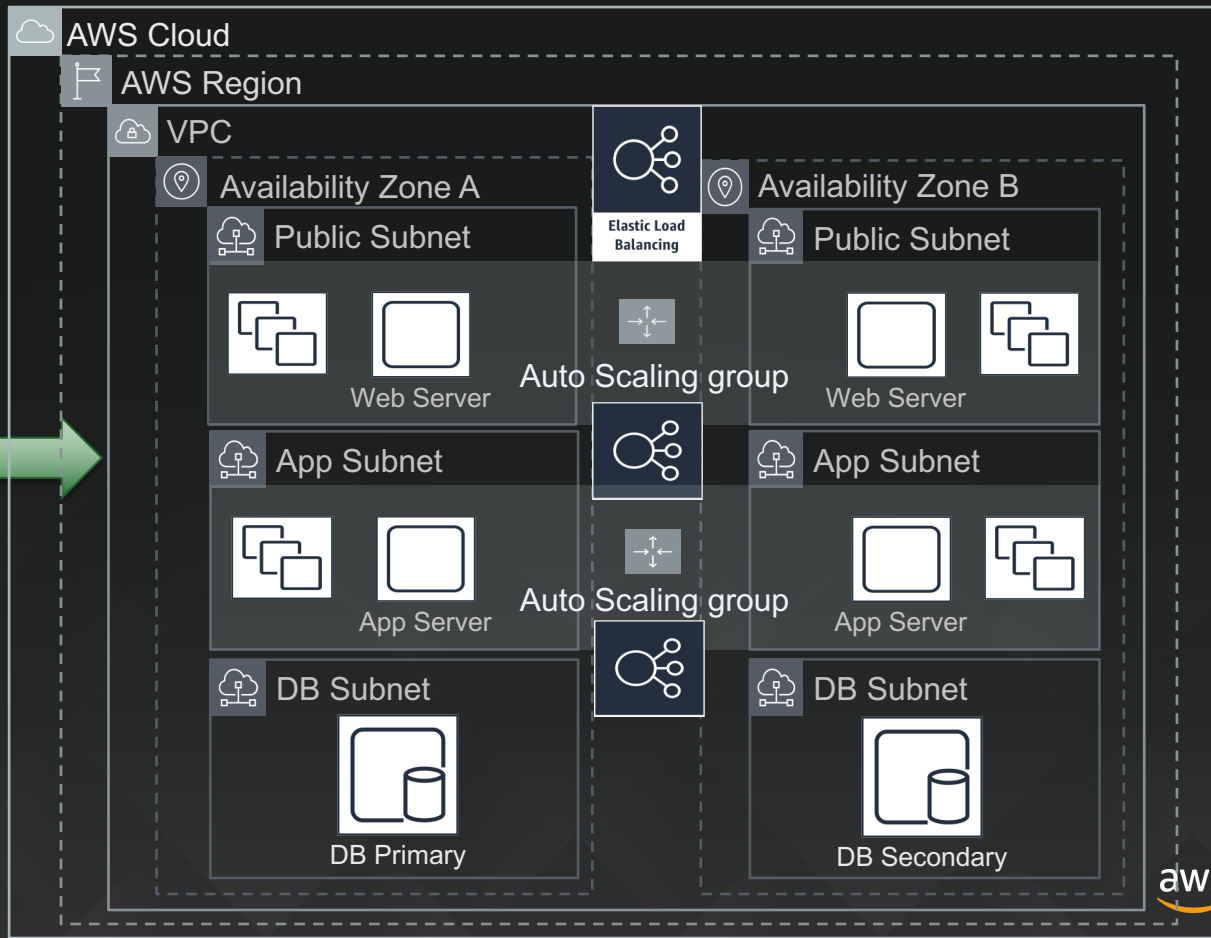 AWS Cloud
AWS Region
VPC
Availability Zone A
Availability Zone B
Public Subnet
Elastic Load
Balancing
Public Subnet
Web Server
Auto Scaling group
Web Server
App Subnet
App Subnet
App Server
Auto Scaling group
App Server
DB Subnet
DB Subnet
DB Primary
DB Secondary
aw